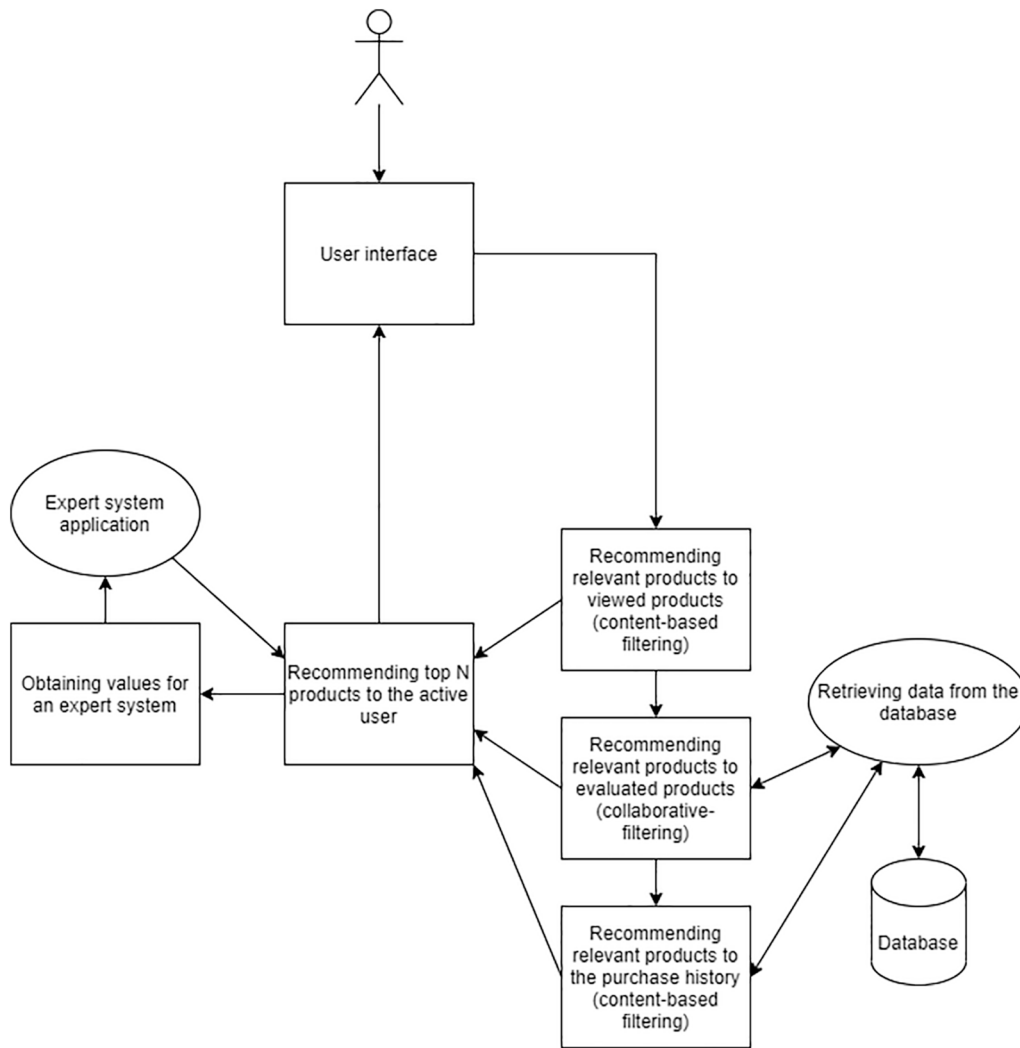 User interface
Expert system
application
Recommending
relevant products to
viewed products
(content-based
filtering)
Obtaining values for
an expert system
Recommending top N
products to the active
user
Retrieving data from the
database
Recommending
relevant products to
evaluated products
(collaborative-
filtering)
Recommending
relevant products to
the purchase history
(content-based
filtering)
Database